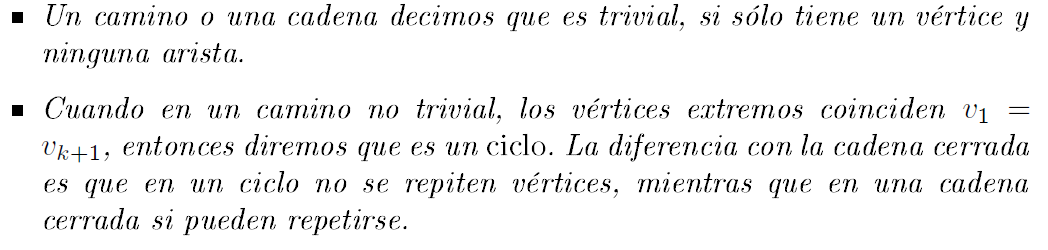 ▪ Un camino o una cadena decimos que es trivial, si sólo tiene un vértice y
ninguna arista.
▪ Cuando en un camino no trivial, los vértices extremos coinciden v₁ =
vₖ₊₁, entonces diremos que es un ciclo. La diferencia con la cadena cerrada
es que en un ciclo no se repiten vértices, mientras que en una cadena
cerrada si pueden repetirse.